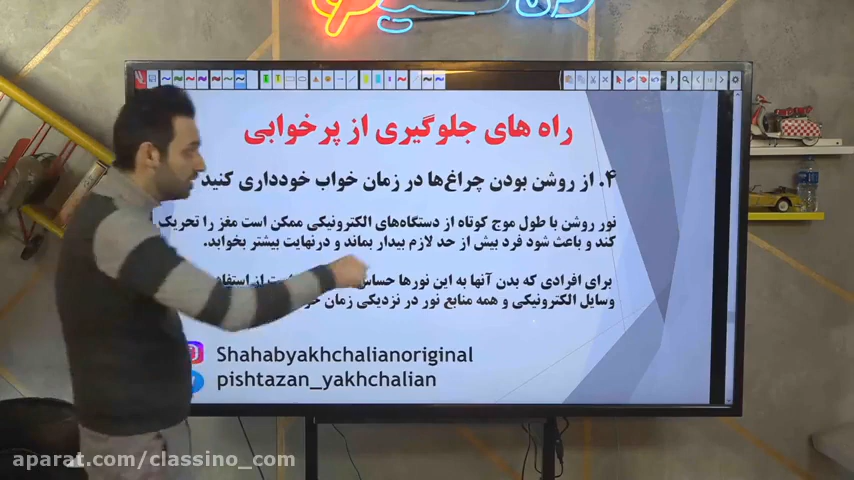 راه های جلوگیری از پرخوابی
۴. از روشن بودن چراغ‌ها در زمان خواب خودداری کنید
نور روشن با طول موج کوتاه از دستگاه‌های الکترونیکی ممکن است مغز را تحریک
کند و باعث شود فرد بیش از حد لازم بیدار بماند و درنهایت بیشتر بخوابد.
برای افرادی که بدن آنها به این نورها حساس از
وسایل الکترونیکی و همه منابع نور در نزدیکی زمان
Shahabyakhchalianoriginal
pishtazan_yakhchalian
aparat.com/classino_com